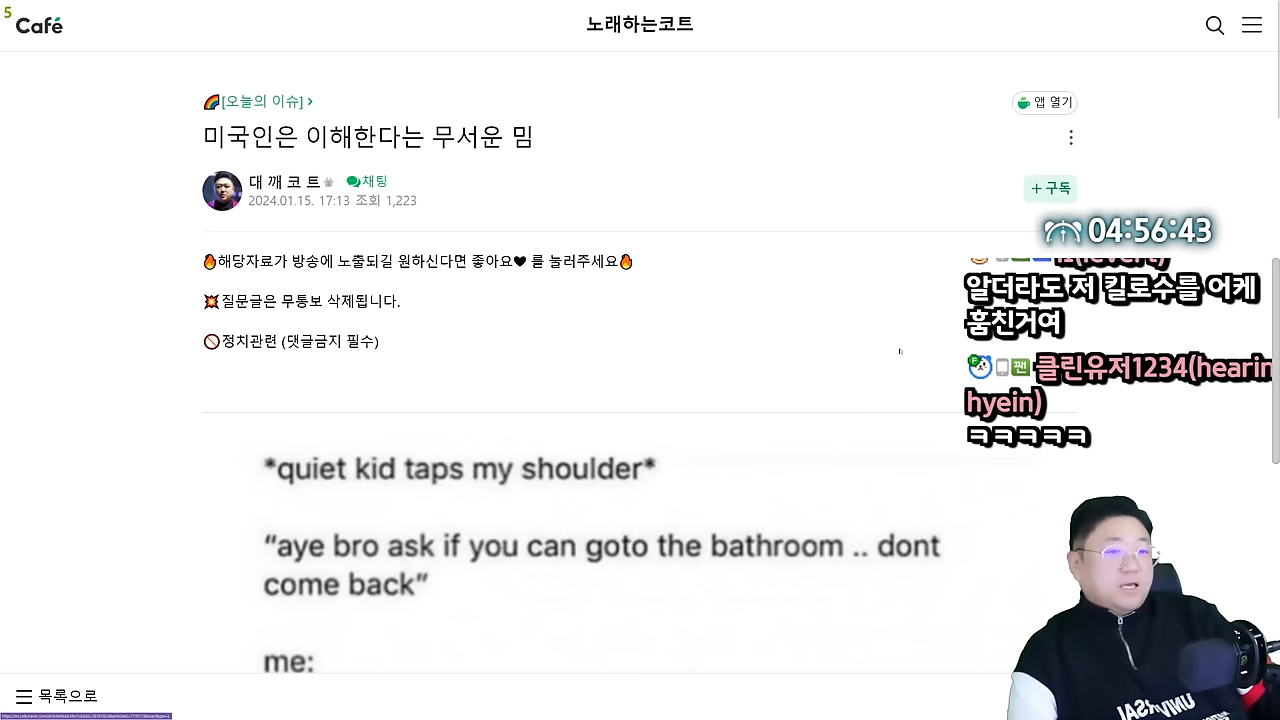 5
Café
노래하는코트
[오늘의 이슈] >
앱 열기
미국인은 이해한다는 무서운 밈
대 깨 코 트
채팅
2024.01.15. 17:13 조회 1,223
+ 구독
04:56:43
해당자료가 방송에 노출되길 원하신다면 좋아요♥ 를 눌러주세요
질문글은 무통보 삭제됩니다.
정치관련 (댓글금지 필수)
알더라도 저 킬로수를 어케
훔친거여
팬 클린유저1234(hearin
hyein)
ㅋㅋㅋㅋㅋ
*quiet kid taps my shoulder*
“aye bro ask if you can goto the bathroom .. dont
come back”
me:
목록으로